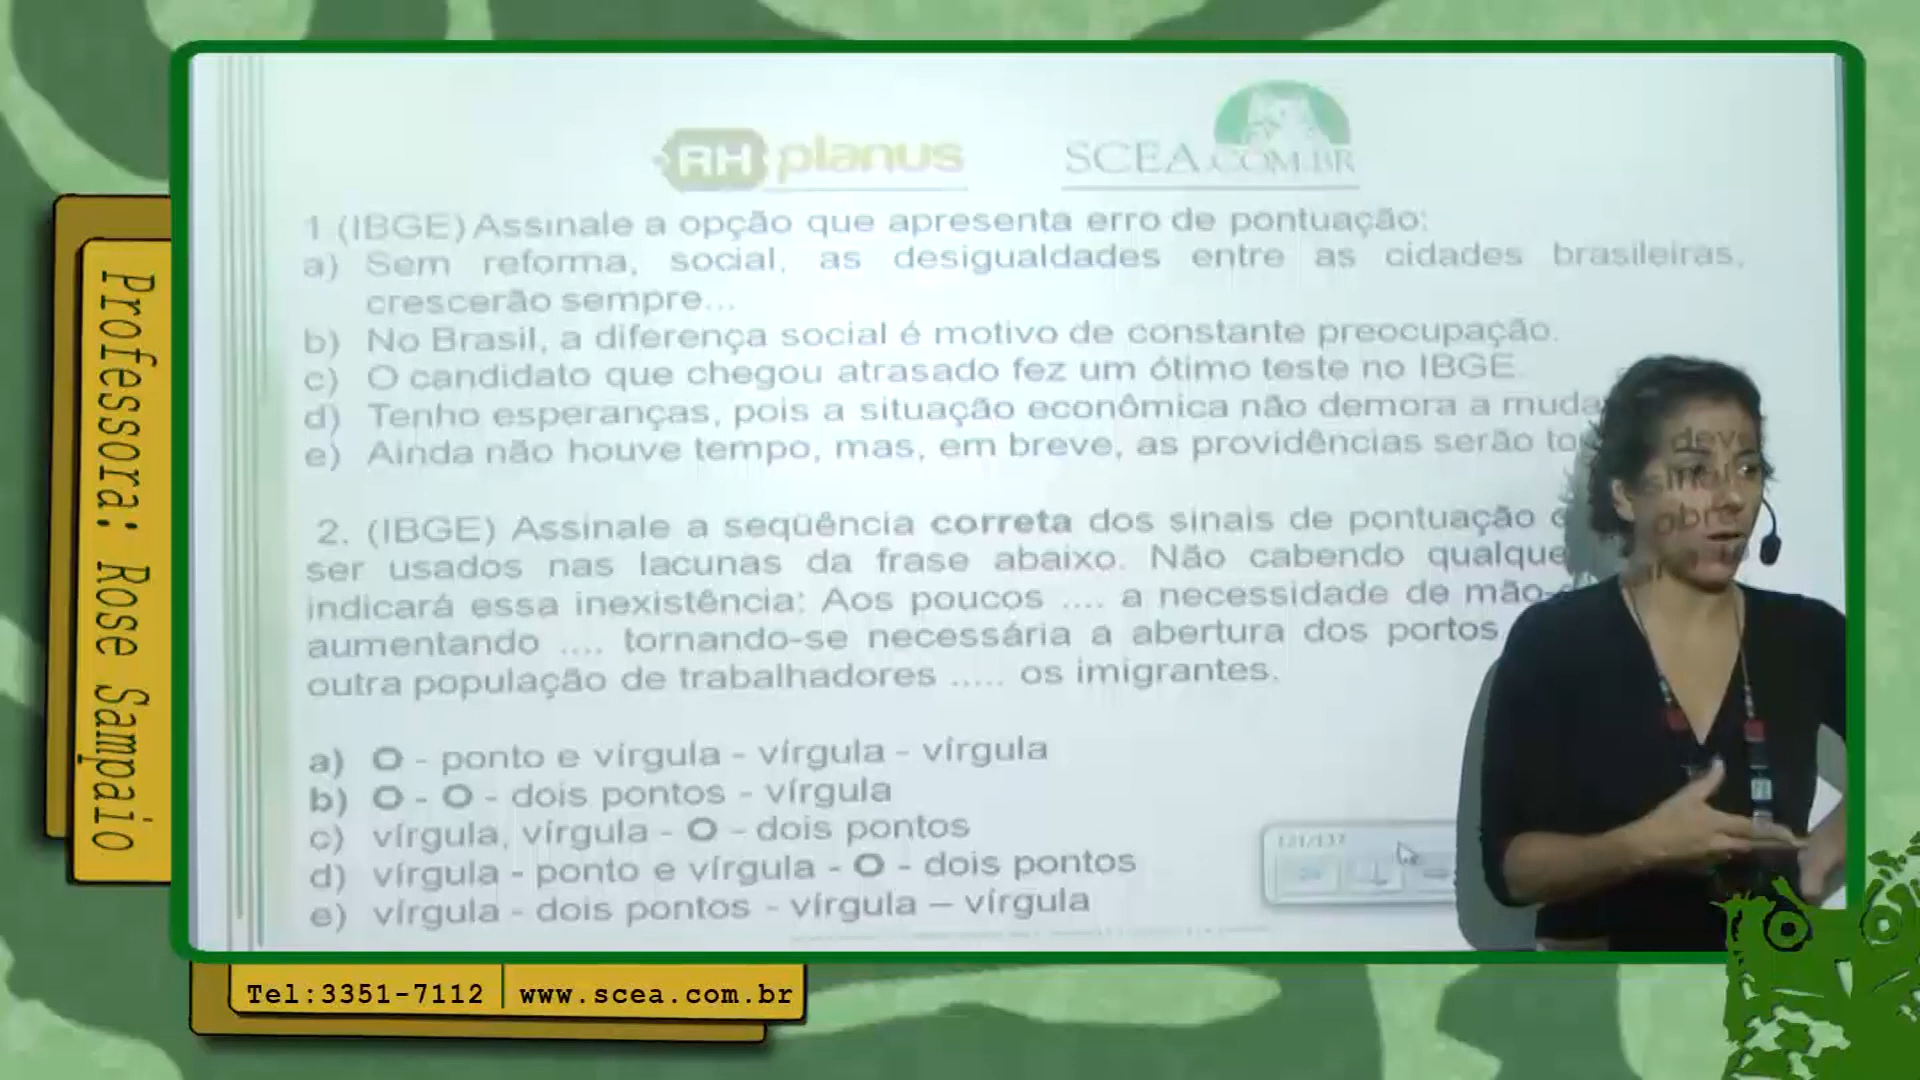 RH planus
SCEA.COM.BR
1 (IBGE) Assinale a opção que apresenta erro de pontuação:
a) Sem reforma, social, as desigualdades entre as cidades brasileiras,
crescerão sempre...
b) No Brasil, a diferença social é motivo de constante preocupação.
c) O candidato que chegou atrasado fez um ótimo teste no IBGE.
d) Tenho esperanças, pois a situação econômica não demora a muda
e) Ainda não houve tempo, mas, em breve, as providências serão to
2. (IBGE) Assinale a seqüência correta dos sinais de pontuação deve
ser usados nas lacunas da frase abaixo. Não cabendo qualque
indicará essa inexistência: Aos poucos .... a necessidade de mão-
aumentando .... tornando-se necessária a abertura dos portos
outra população de trabalhadores ..... os imigrantes.
a) O - ponto e vírgula - vírgula - vírgula
b) O - O - dois pontos - vírgula
c) vírgula, vírgula - O - dois pontos
d) vírgula - ponto e vírgula - O - dois pontos
e) vírgula - dois pontos - vírgula – vírgula
121/137
Professora: Rose Sampaio
Tel:3351-7112 www.scea.com.br